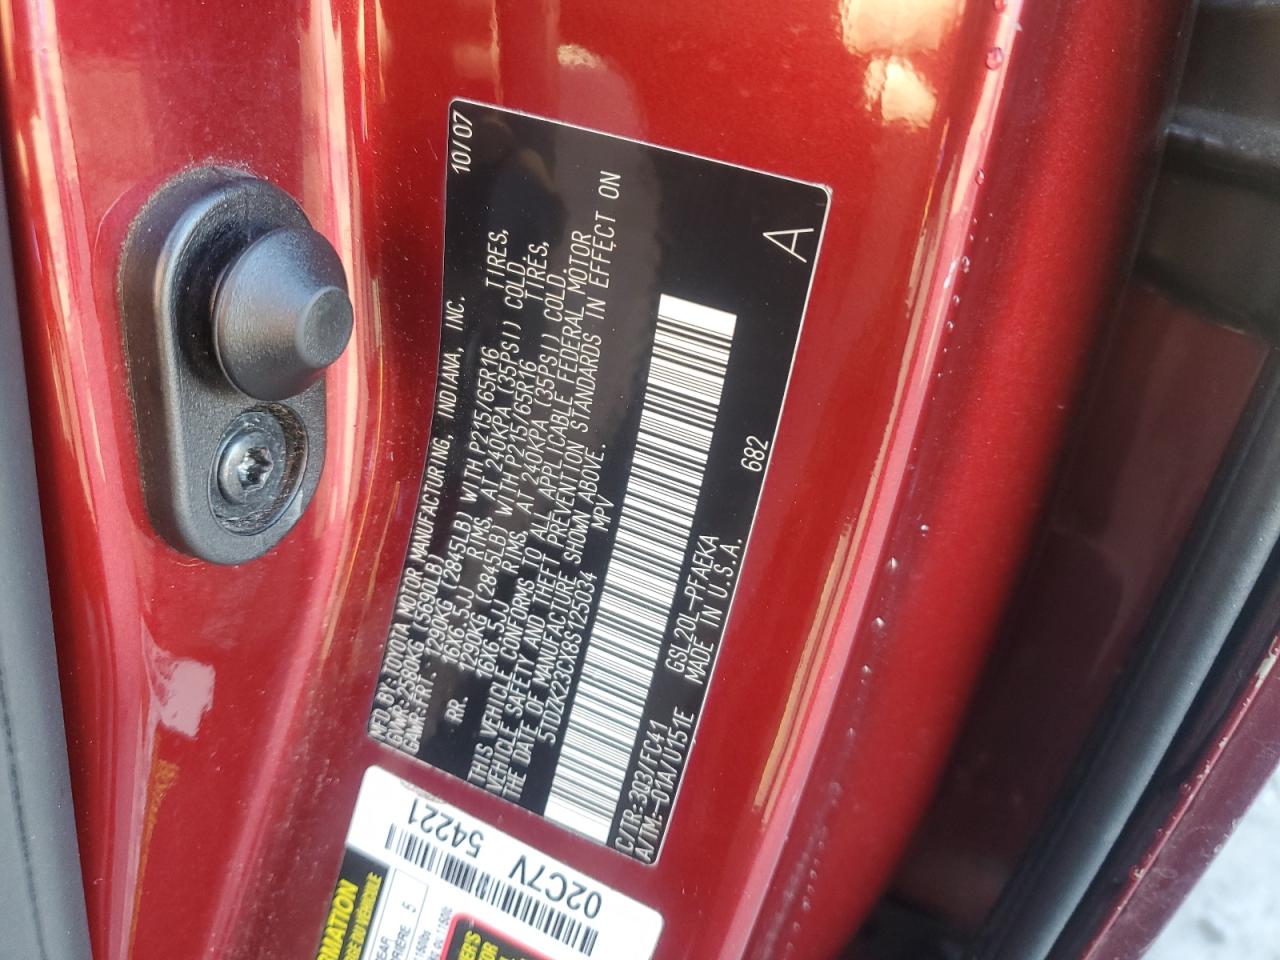 MFD. BY: TOYOTA MOTOR MANUFACTURING, INDIANA, INC. 10/07
GVWR: 2580KG (5690LB)
GAWR: FRT. 1290KG (2845LB) WITH P215/65R16 TIRES,
16X6.5JJ RIMS, AT 240KPA (35PSI) COLD.
RR. 1290KG (2845LB) WITH P215/65R16 TIRES,
16X6.5JJ RIMS, AT 240KPA (35PSI) COLD.
THIS VEHICLE CONFORMS TO ALL APPLICABLE FEDERAL MOTOR
VEHICLE SAFETY AND THEFT PREVENTION STANDARDS IN EFFECT ON
THE DATE OF MANUFACTURE SHOWN ABOVE.
5TDZK23CX8S125034 MPV
C/TR:3Q3/FC41 GSL20L-PFAEKA 682 A
A/TM:-01A/U151E MADE IN U.S.A.
54221
02C7V